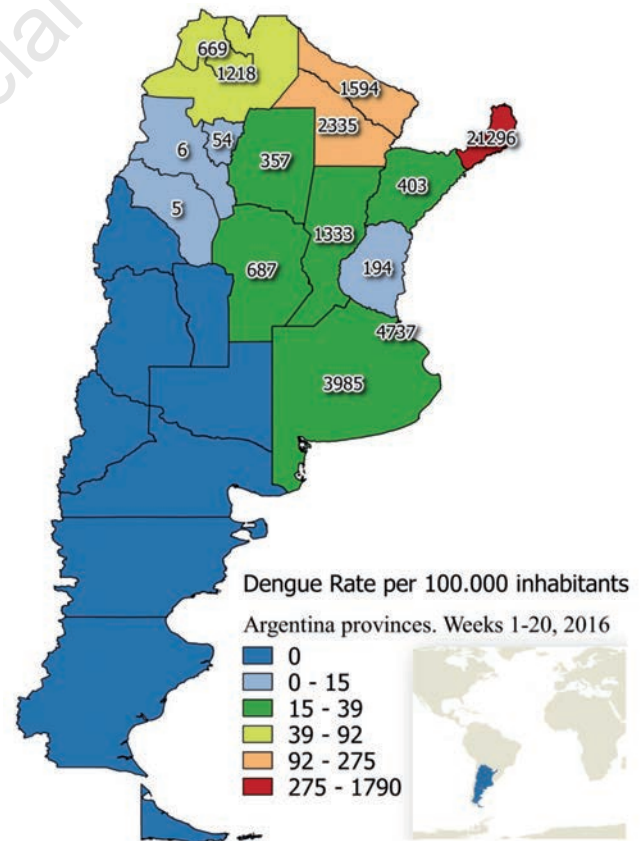 669
1218
1594
2335
21296
6
54
357
403
5
1333
687
194
4737
3985
Dengue Rate per 100.000 inhabitants
Argentina provinces. Weeks 1-20, 2016
0
0 - 15
15 - 39
39 - 92
92 - 275
275 - 1790